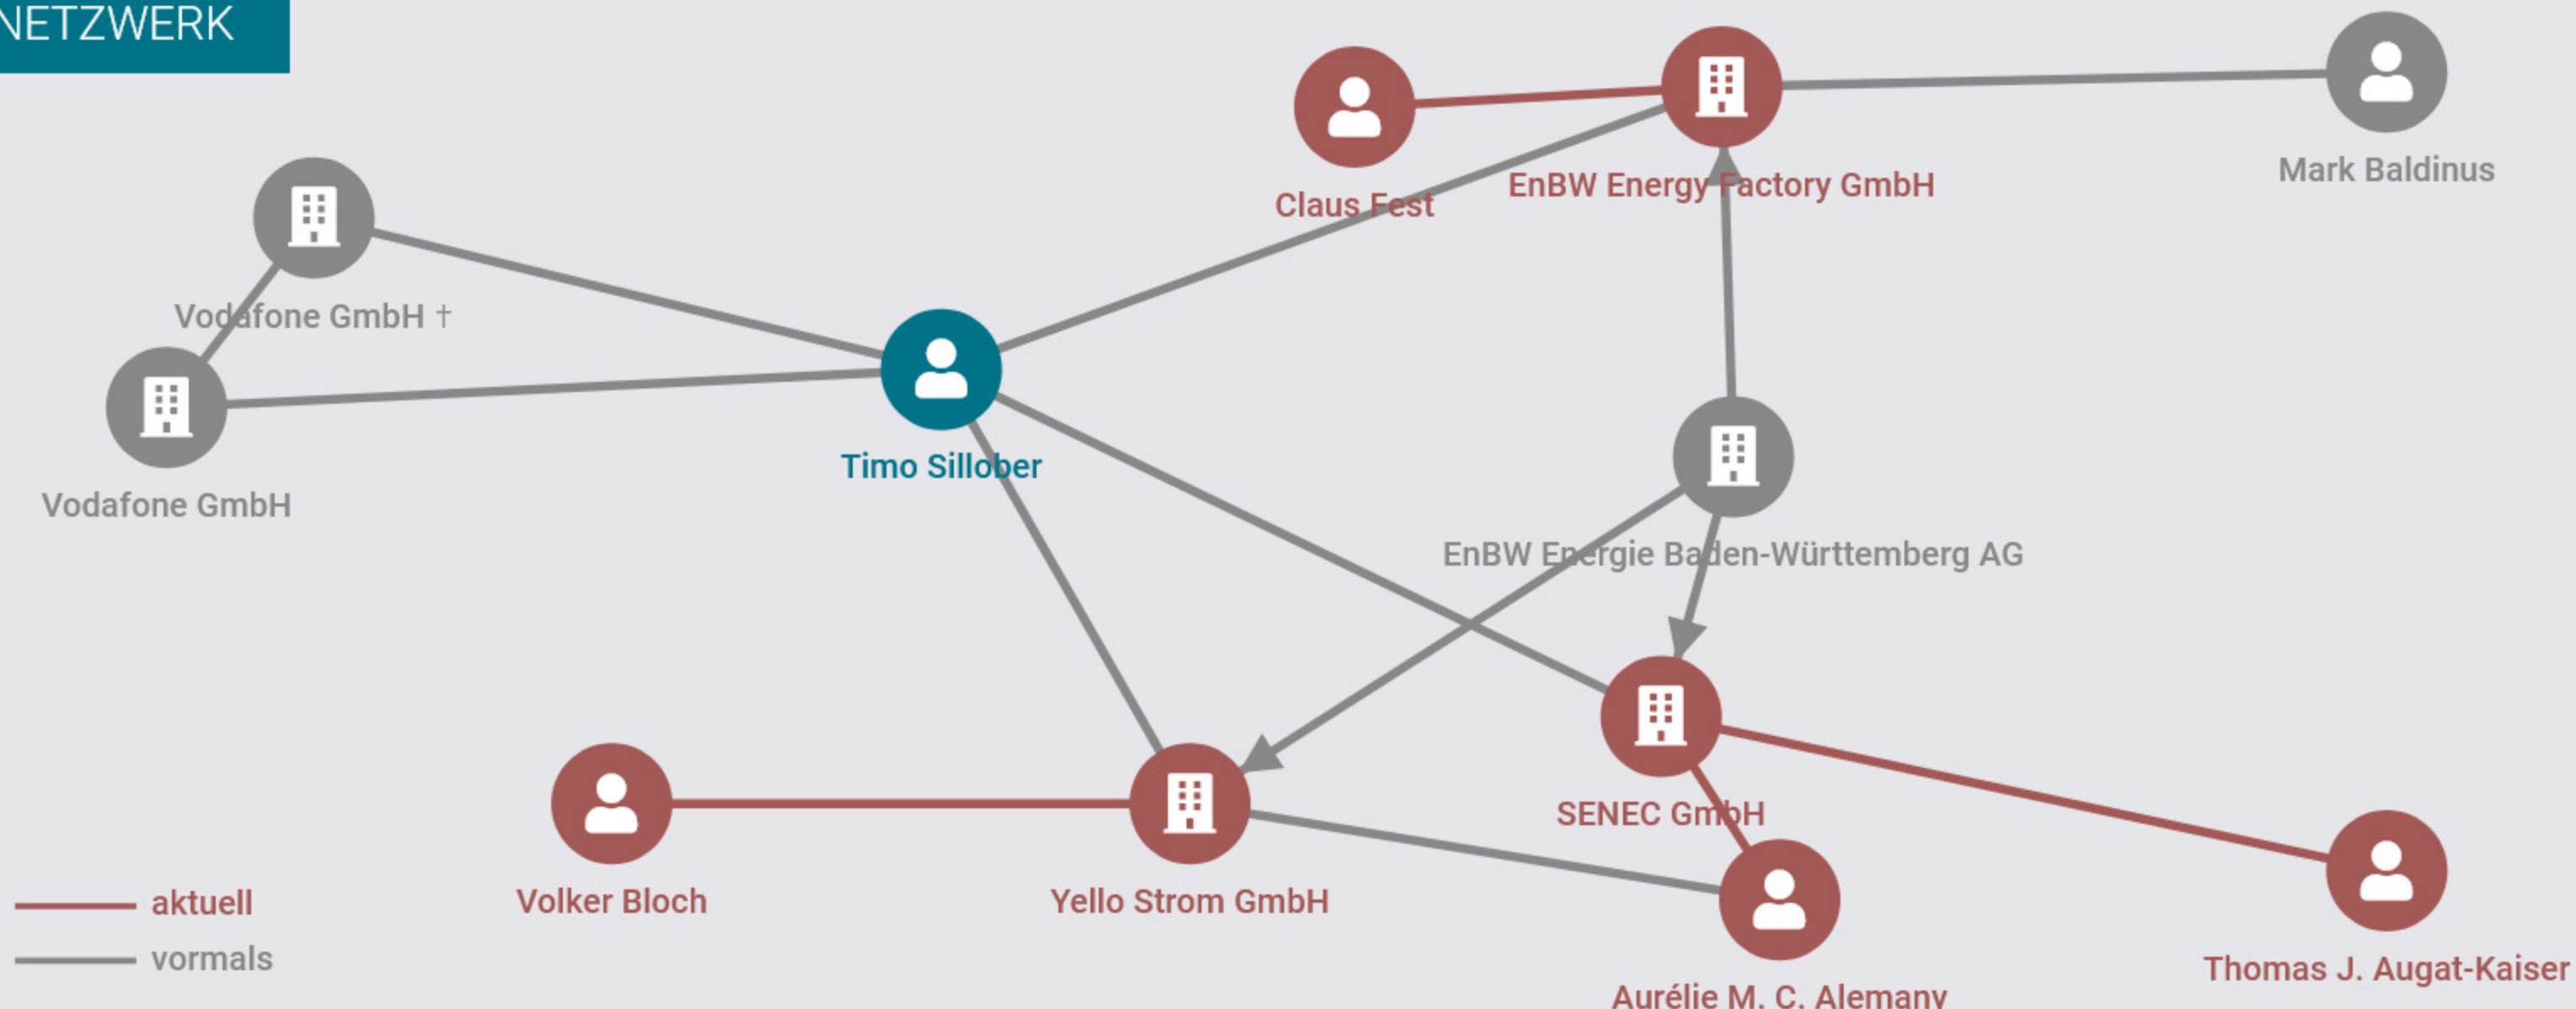 NETZWERK
Claus Fest
EnBW Energy Factory GmbH
Mark Baldinus
Vodafone GmbH †
Timo Sillober
Vodafone GmbH
EnBW Energie Baden-Württemberg AG
SENEC GmbH
Volker Bloch
Yello Strom GmbH
Thomas J. Augat-Kaiser
Aurélie M. C. Alemany
aktuell
vormals